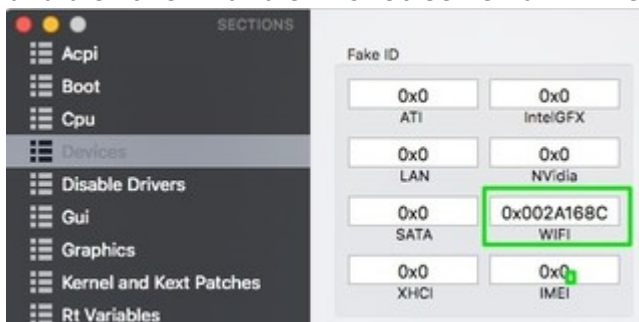 SECTIONS
Acpi
Boot
Cpu
Devices
Disable Drivers
Gui
Graphics
Kernel and Kext Patches
Rt Variables
Fake ID
0x0 0x0
ATI IntelGFX
0x0 0x0
LAN NVidia
0x0 0x002A168C
SATA WIFI
0x0 0x0
XHCI IMEI